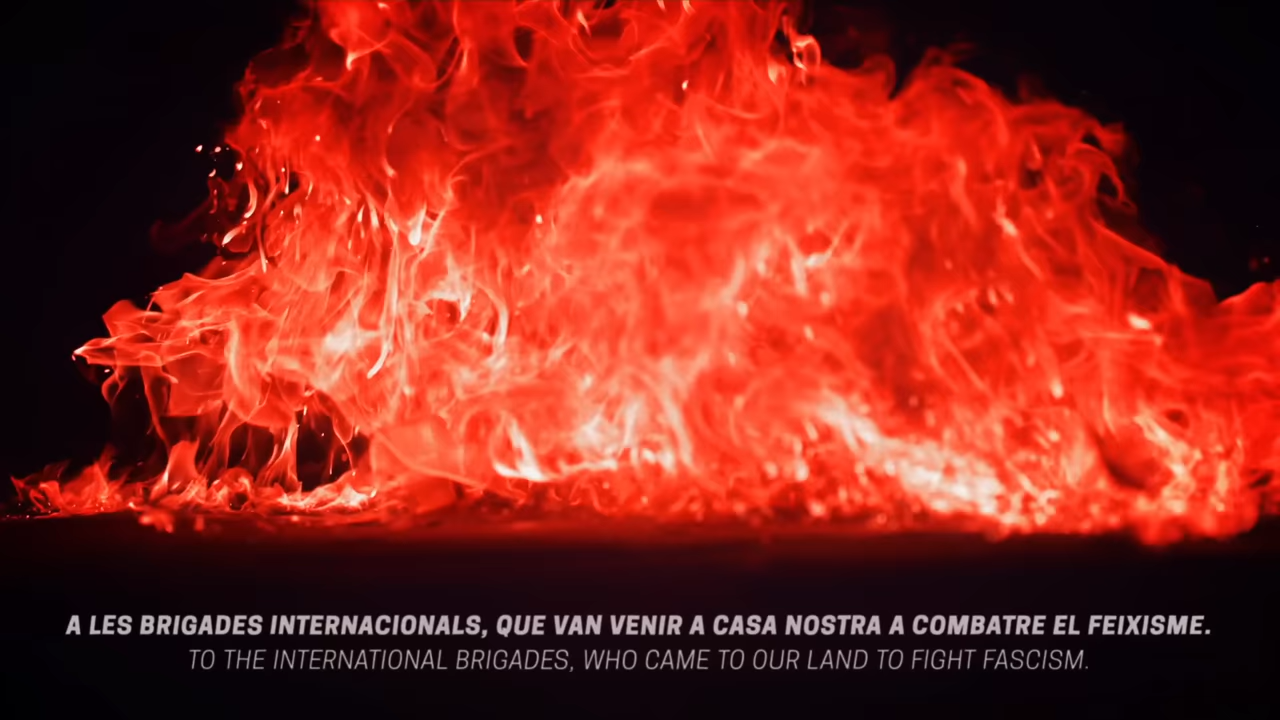 A LES BRIGADES INTERNACIONALS, QUE VAN VENIR A CASA NOSTRA A COMBATRE EL FEIXISME.
TO THE INTERNATIONAL BRIGADES, WHO CAME TO OUR LAND TO FIGHT FASCISM.